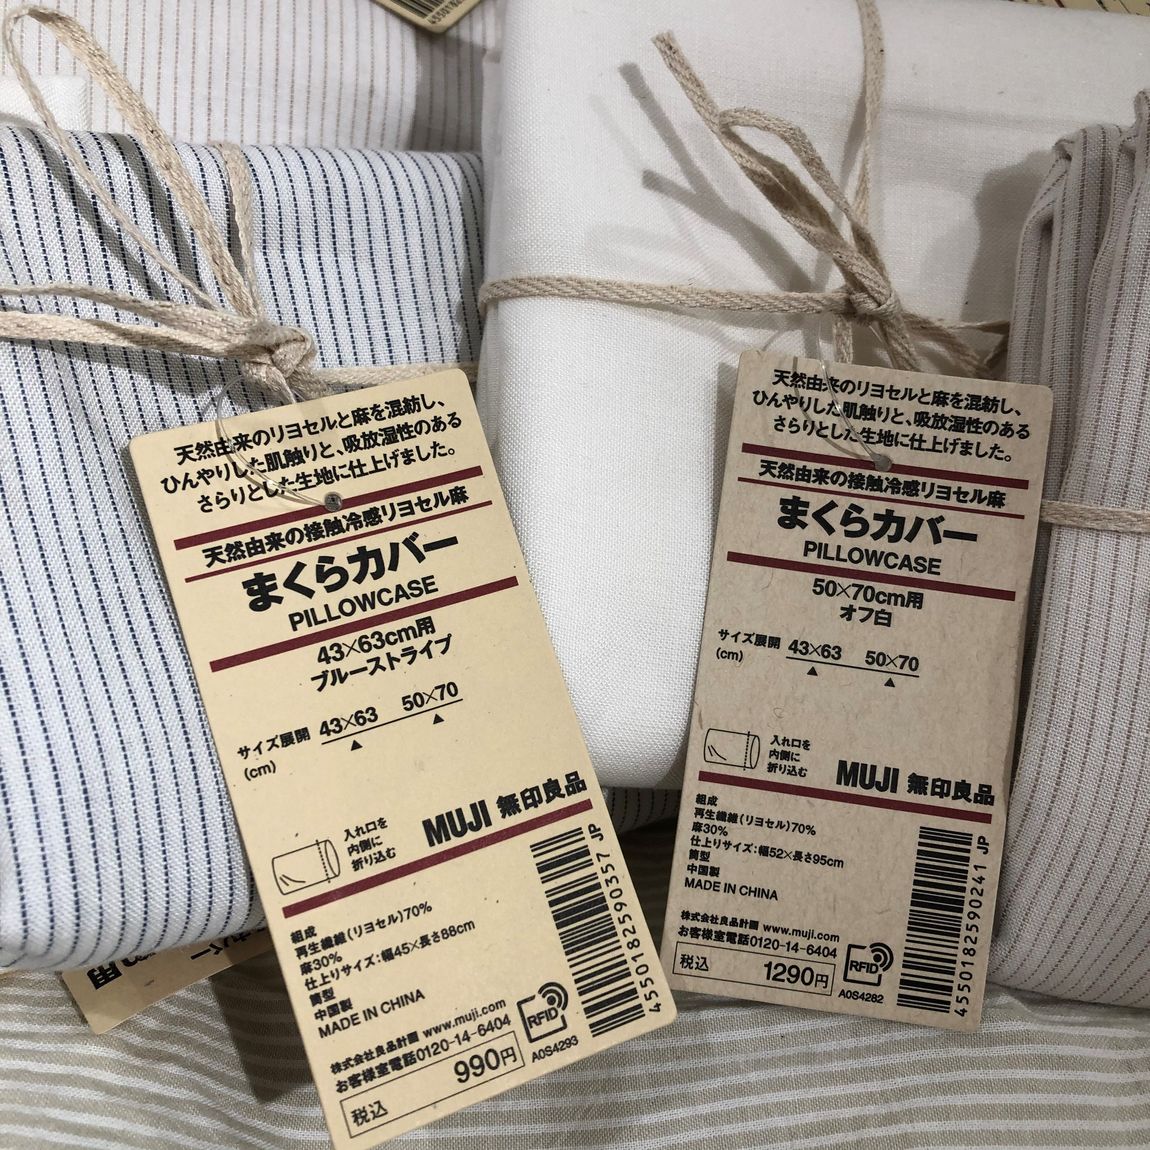 天然由来のリヨセルと麻を混紡し、
ひんやりした肌触りと、吸放湿性のある
さらりとした生地に仕上げました。
天然由来の接触冷感リヨセル麻
まくらカバー
PILLOWCASE
43×63cm用
ブルーストライプ
サイズ展開 43×63 50×70
(cm)
入れ口を
内側に
折り込む
MUJI 無印良品
組成
再生繊維(リヨセル)70%
麻30%
仕上りサイズ:幅45×長さ88cm
筒型
中国製
MADE IN CHINA
株式会社良品計画 www.muji.com
お客様室電話0120-14-6404
税込 990円
RFID
A0S4293
4550182590357 JP
天然由来のリヨセルと麻を混紡し、
ひんやりした肌触りと、吸放湿性のある
さらりとした生地に仕上げました。
天然由来の接触冷感リヨセル麻
まくらカバー
PILLOWCASE
50×70cm用
オフ白
サイズ展開 43×63 50×70
(cm)
入れ口を
内側に
折り込む
MUJI 無印良品
組成
再生繊維(リヨセル)70%
麻30%
仕上りサイズ:幅52×長さ95cm
筒型
中国製
MADE IN CHINA
株式会社良品計画 www.muji.com
お客様室電話0120-14-6404
税込 1290円
RFID
A0S4282
4550182590241 JP